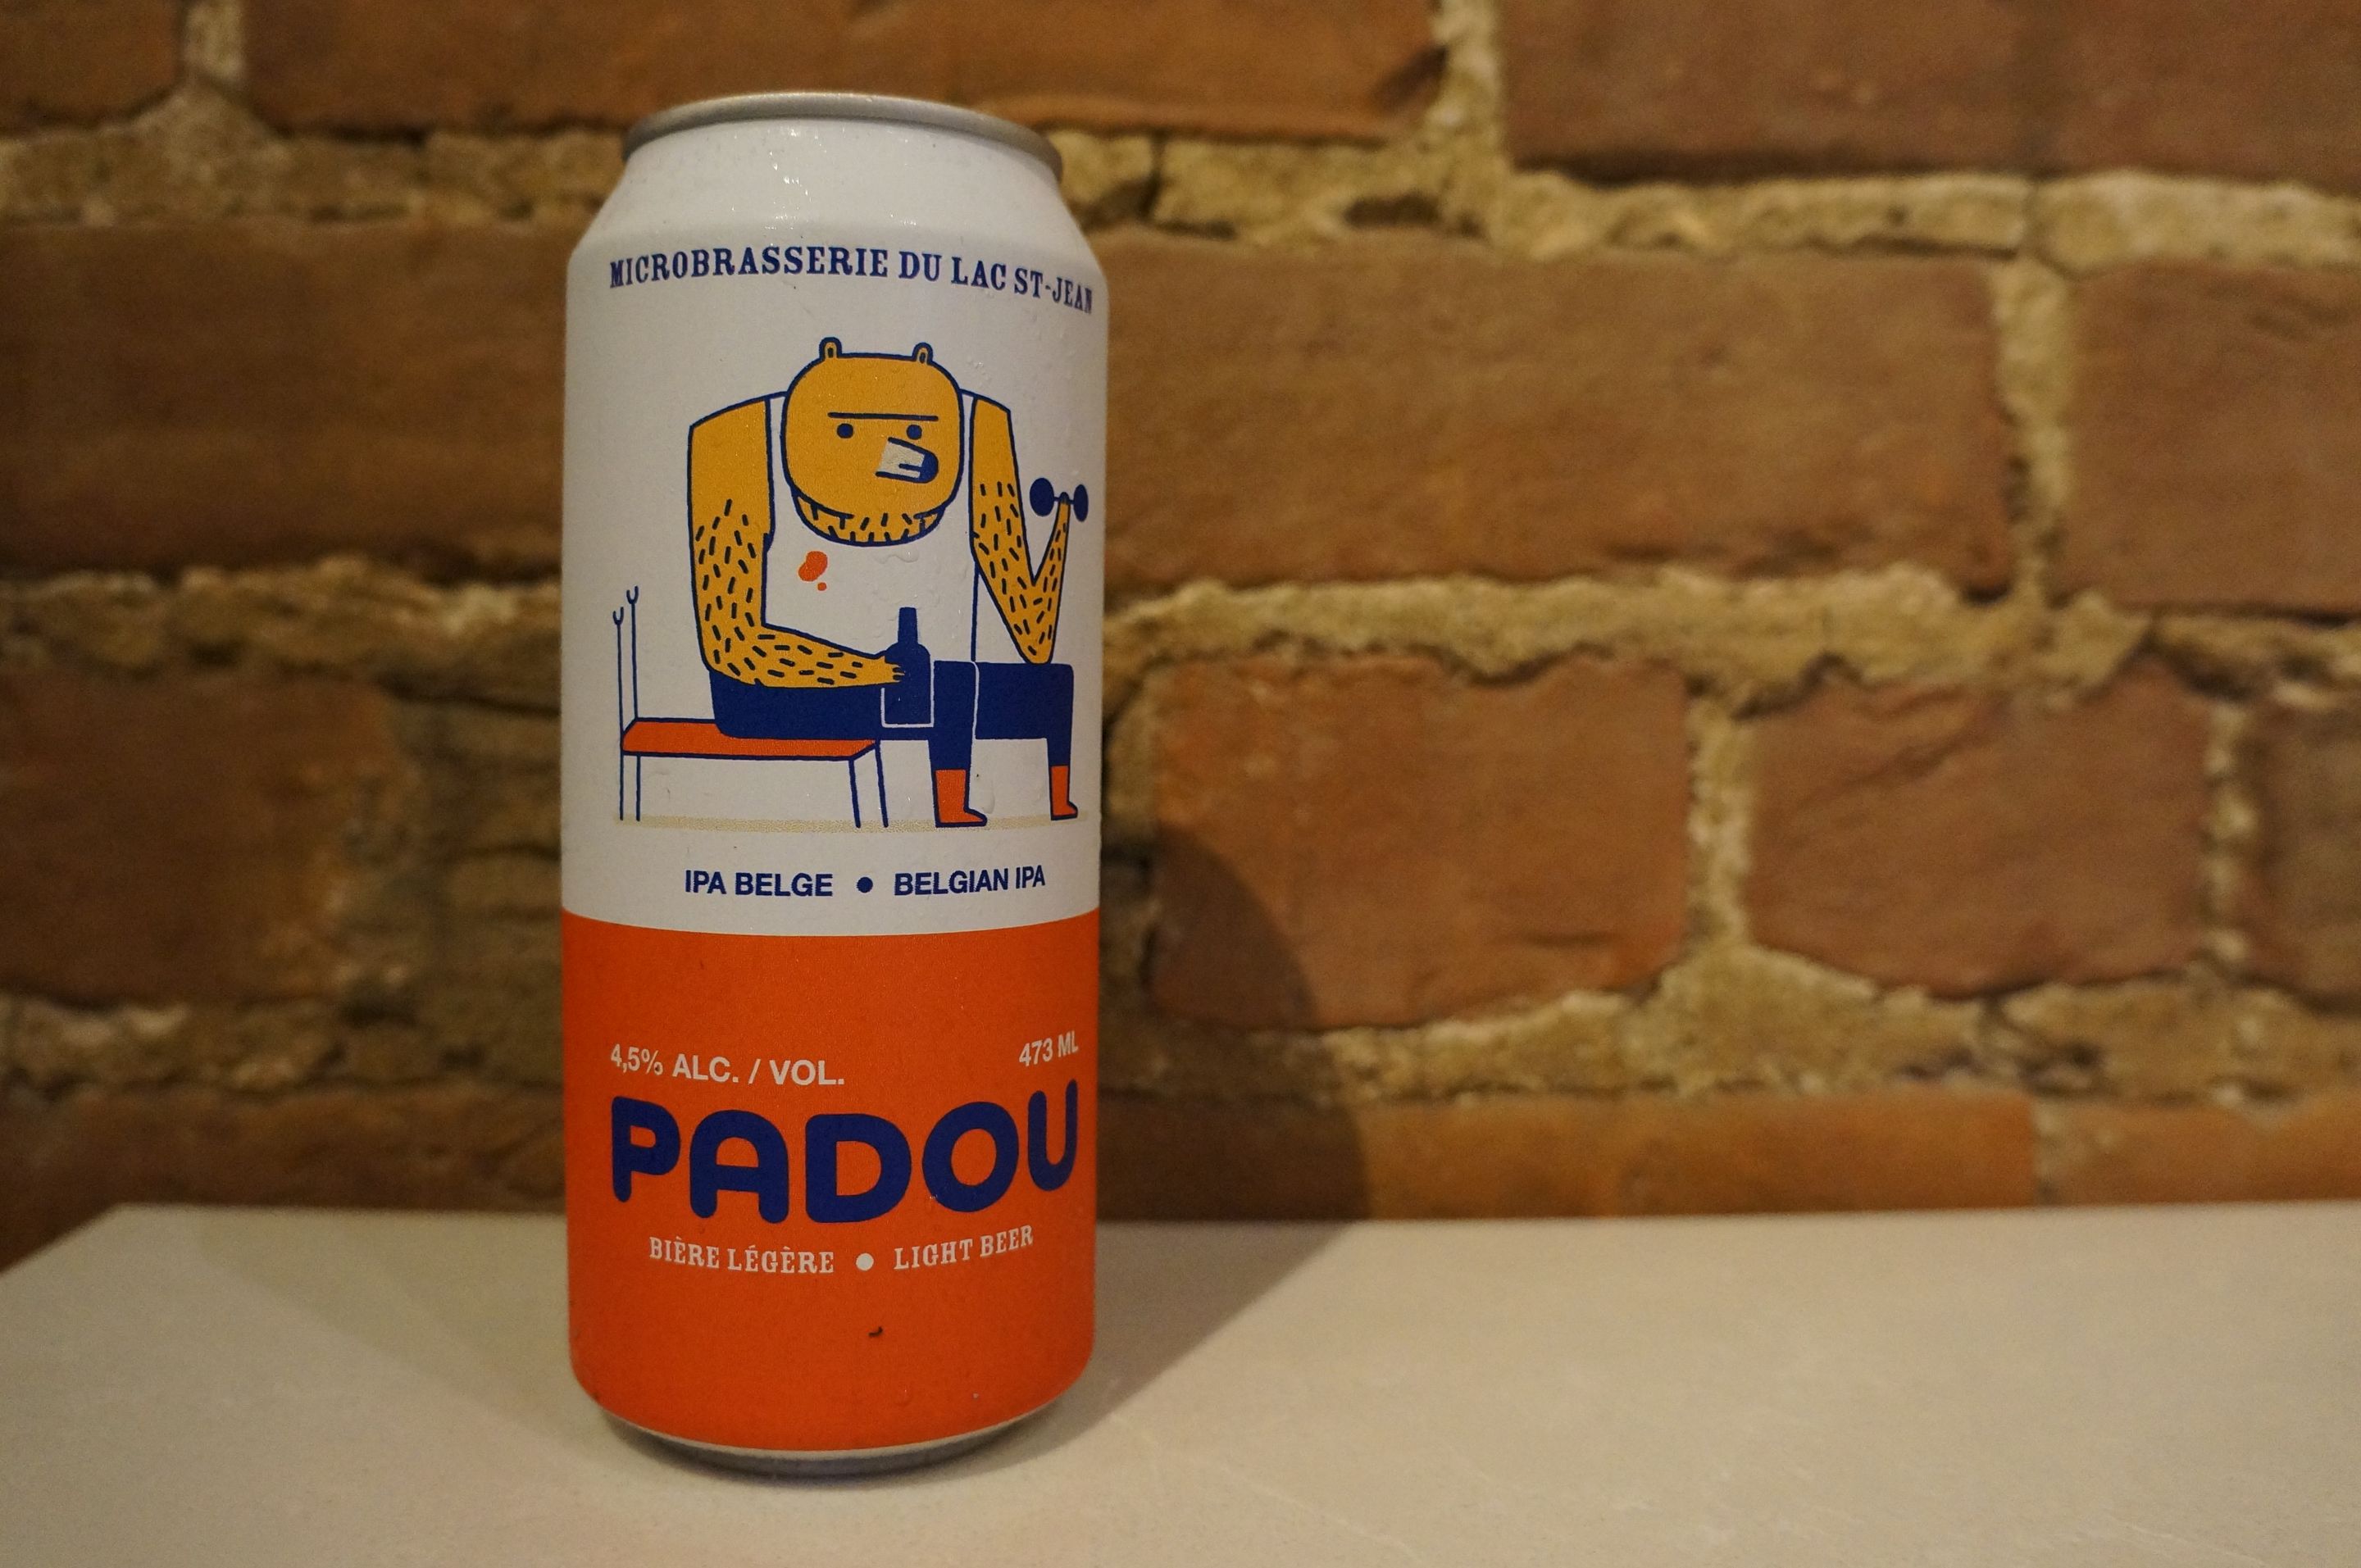 MICROBRASSERIE DU LAC ST-JEAN
IPA BELGE • BELGIAN IPA
4,5% ALC. / VOL. 473 ML
PADOU
BIÈRE LÉGÈRE • LIGHT BEER